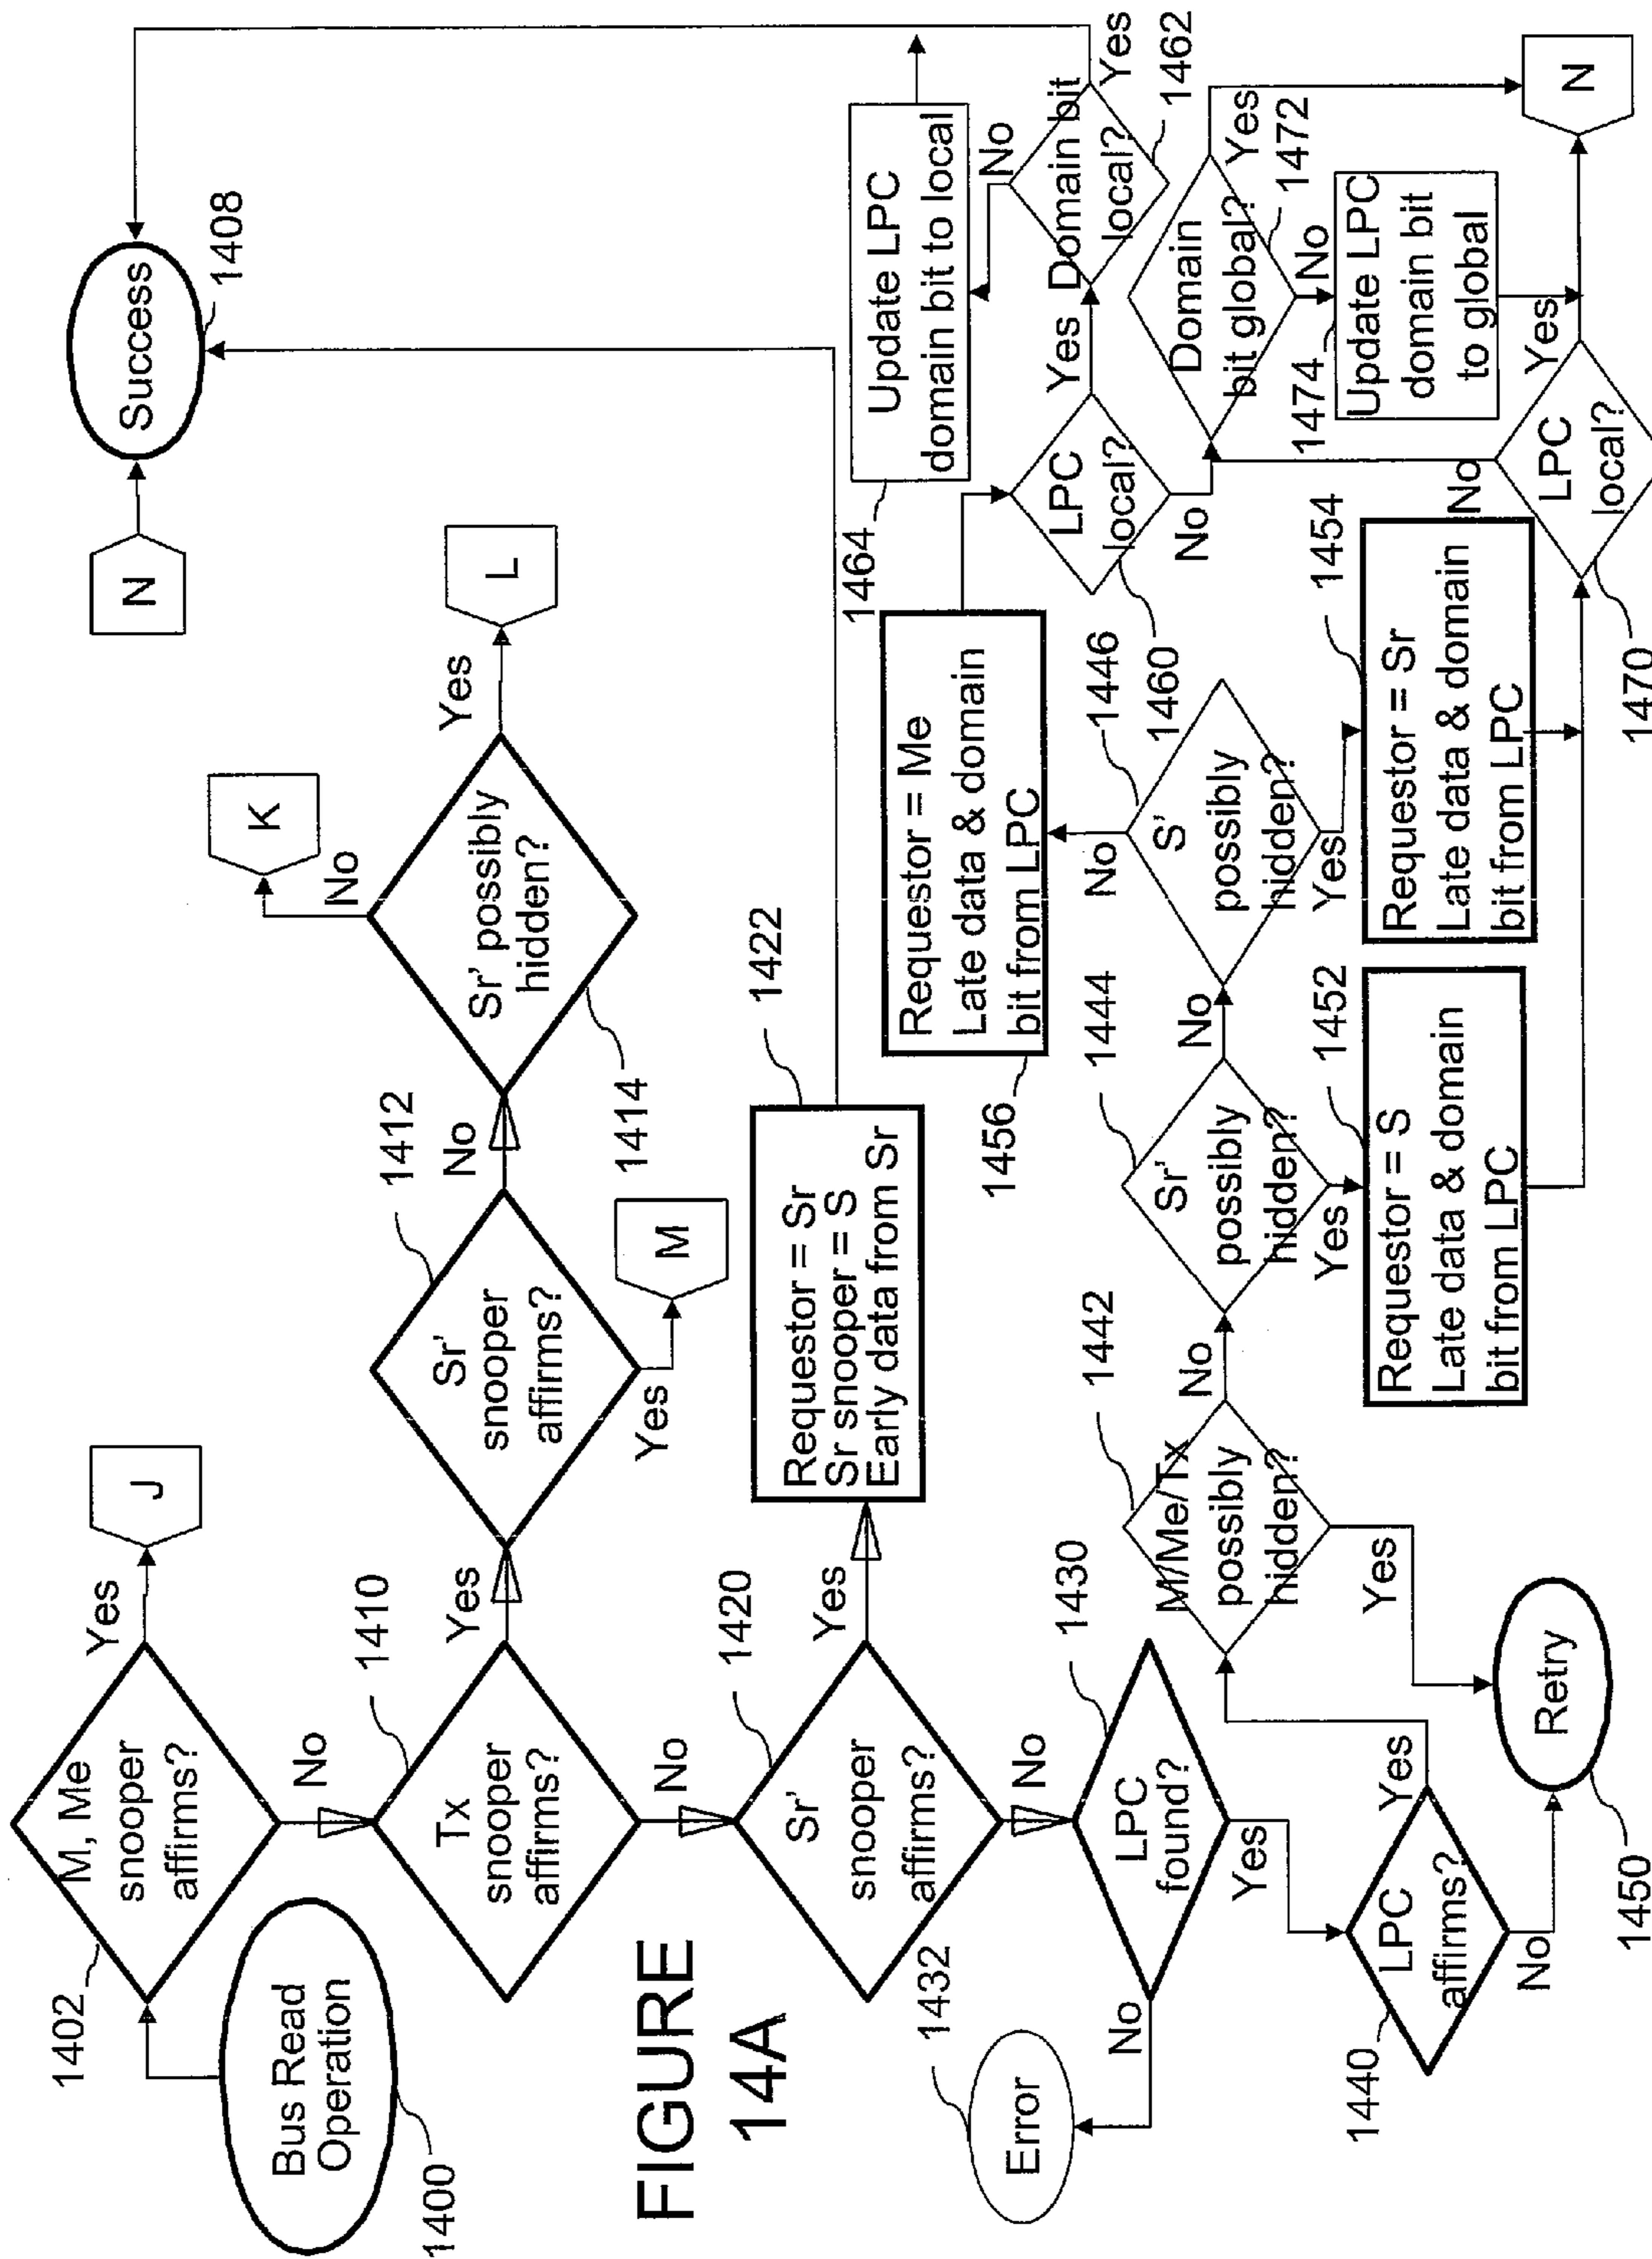 Bus Read
Operation
1400
1402
M, Me
snooper
affirms?
Yes
J
No
1410
Tx
snooper
affirms?
Yes
1412
Sr'
snooper
affirms?
Yes
M
No
1414
Sr' possibly
hidden?
No
K
Yes
L
N
Success
1408
No
1420
Sr'
snooper
affirms?
Yes
1422
Requestor = Sr
Sr snooper = S
Early data from Sr
No
1430
LPC
found?
No
1432
Error
Yes
1440
LPC
affirms?
No
1450
Retry
Yes
1442
M/Me/Tx
possibly
hidden?
Yes
No
1444
Sr'
possibly
hidden?
Yes
1452
Requestor = S
Late data & domain
bit from LPC
No
1446
S'
possibly
hidden?
Yes
1454
Requestor = Sr
Late data & domain
bit from LPC
No
1456
Requestor = Me
Late data & domain
bit from LPC
1460
LPC
local?
Yes
No
1462
Domain bit
local?
Yes
No
1464
Update LPC
domain bit to local
1470
LPC
local?
No
Yes
1472
Domain
bit global?
Yes
No
1474
Update LPC
domain bit
to global
N
FIGURE
14A